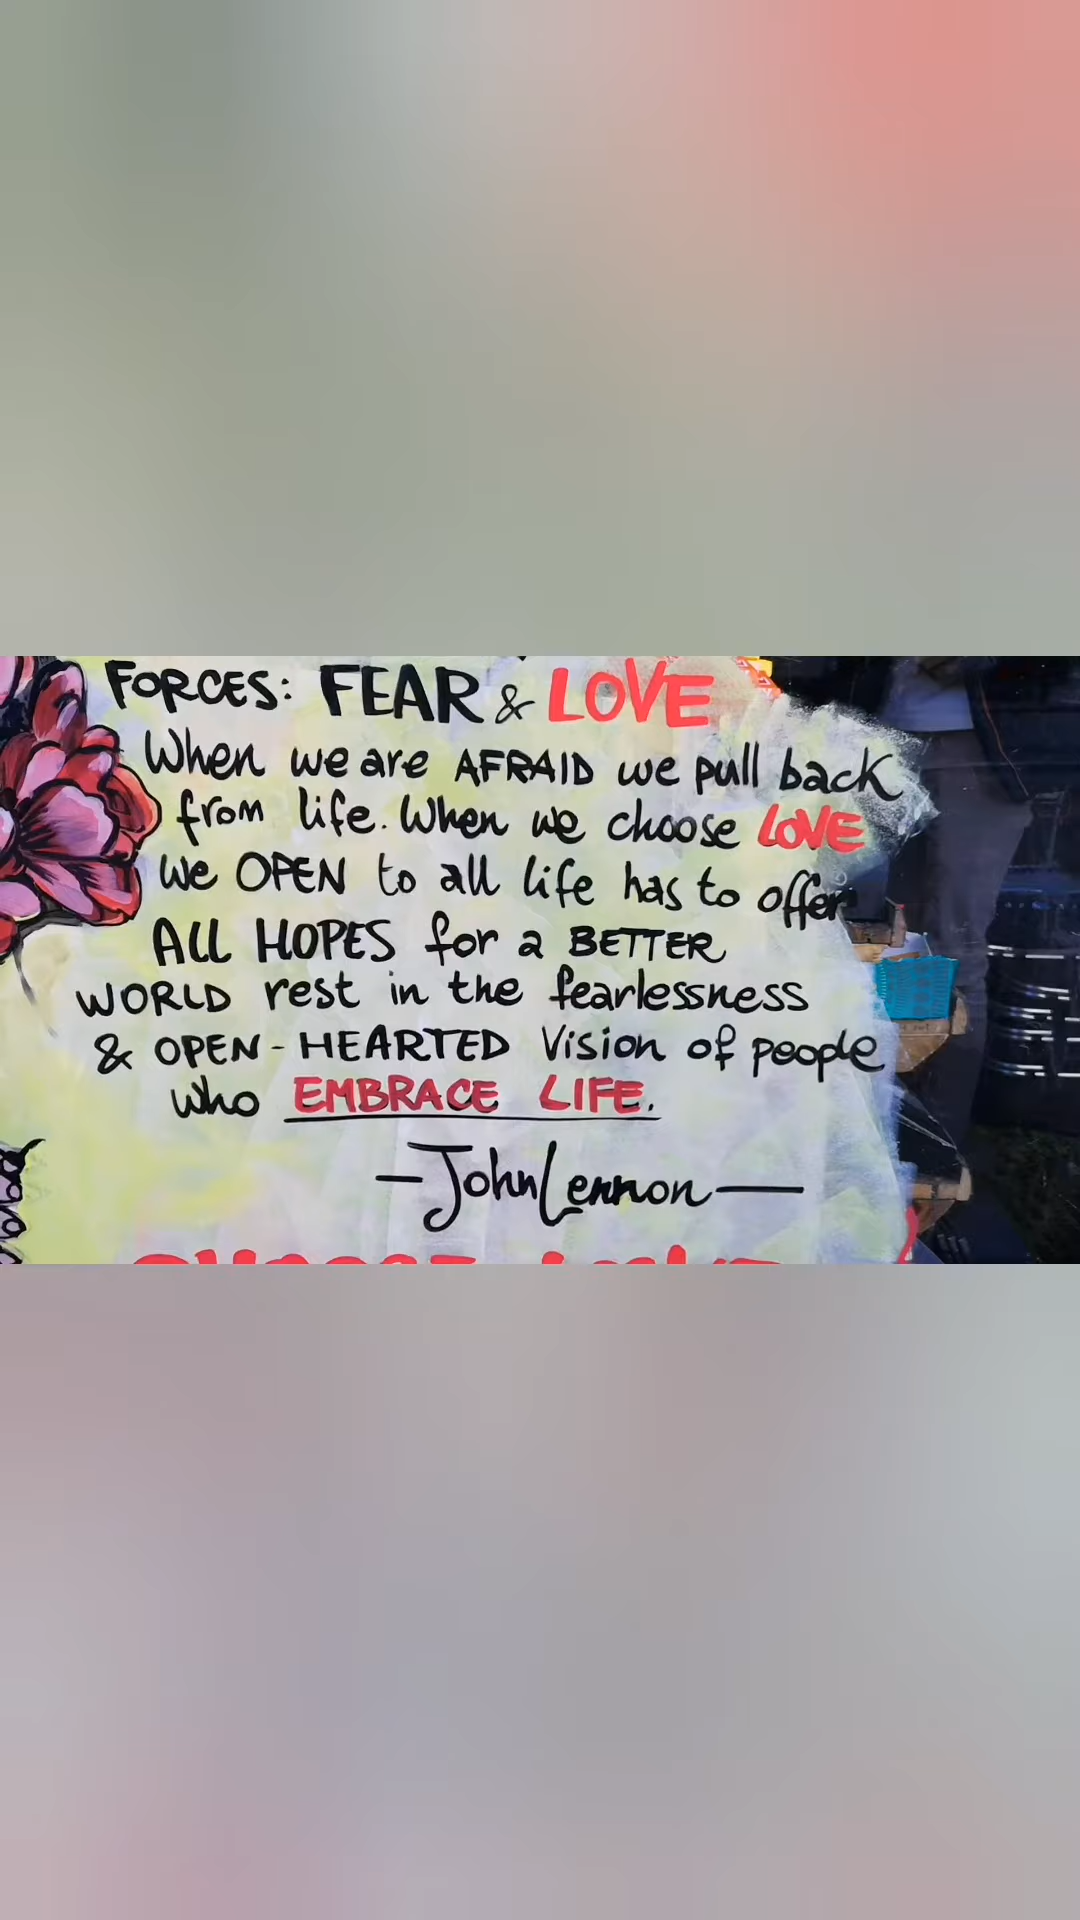 FORCES: FEAR & LOVE
When we are AFRAID we pull back
from life. When we choose LOVE
We OPEN to all life has to offer
ALL HOPES for a BETTER
WORLD rest in the fearlessness
& OPEN-HEARTED Vision of people
who EMBRACE LIFE.
—John Lennon—